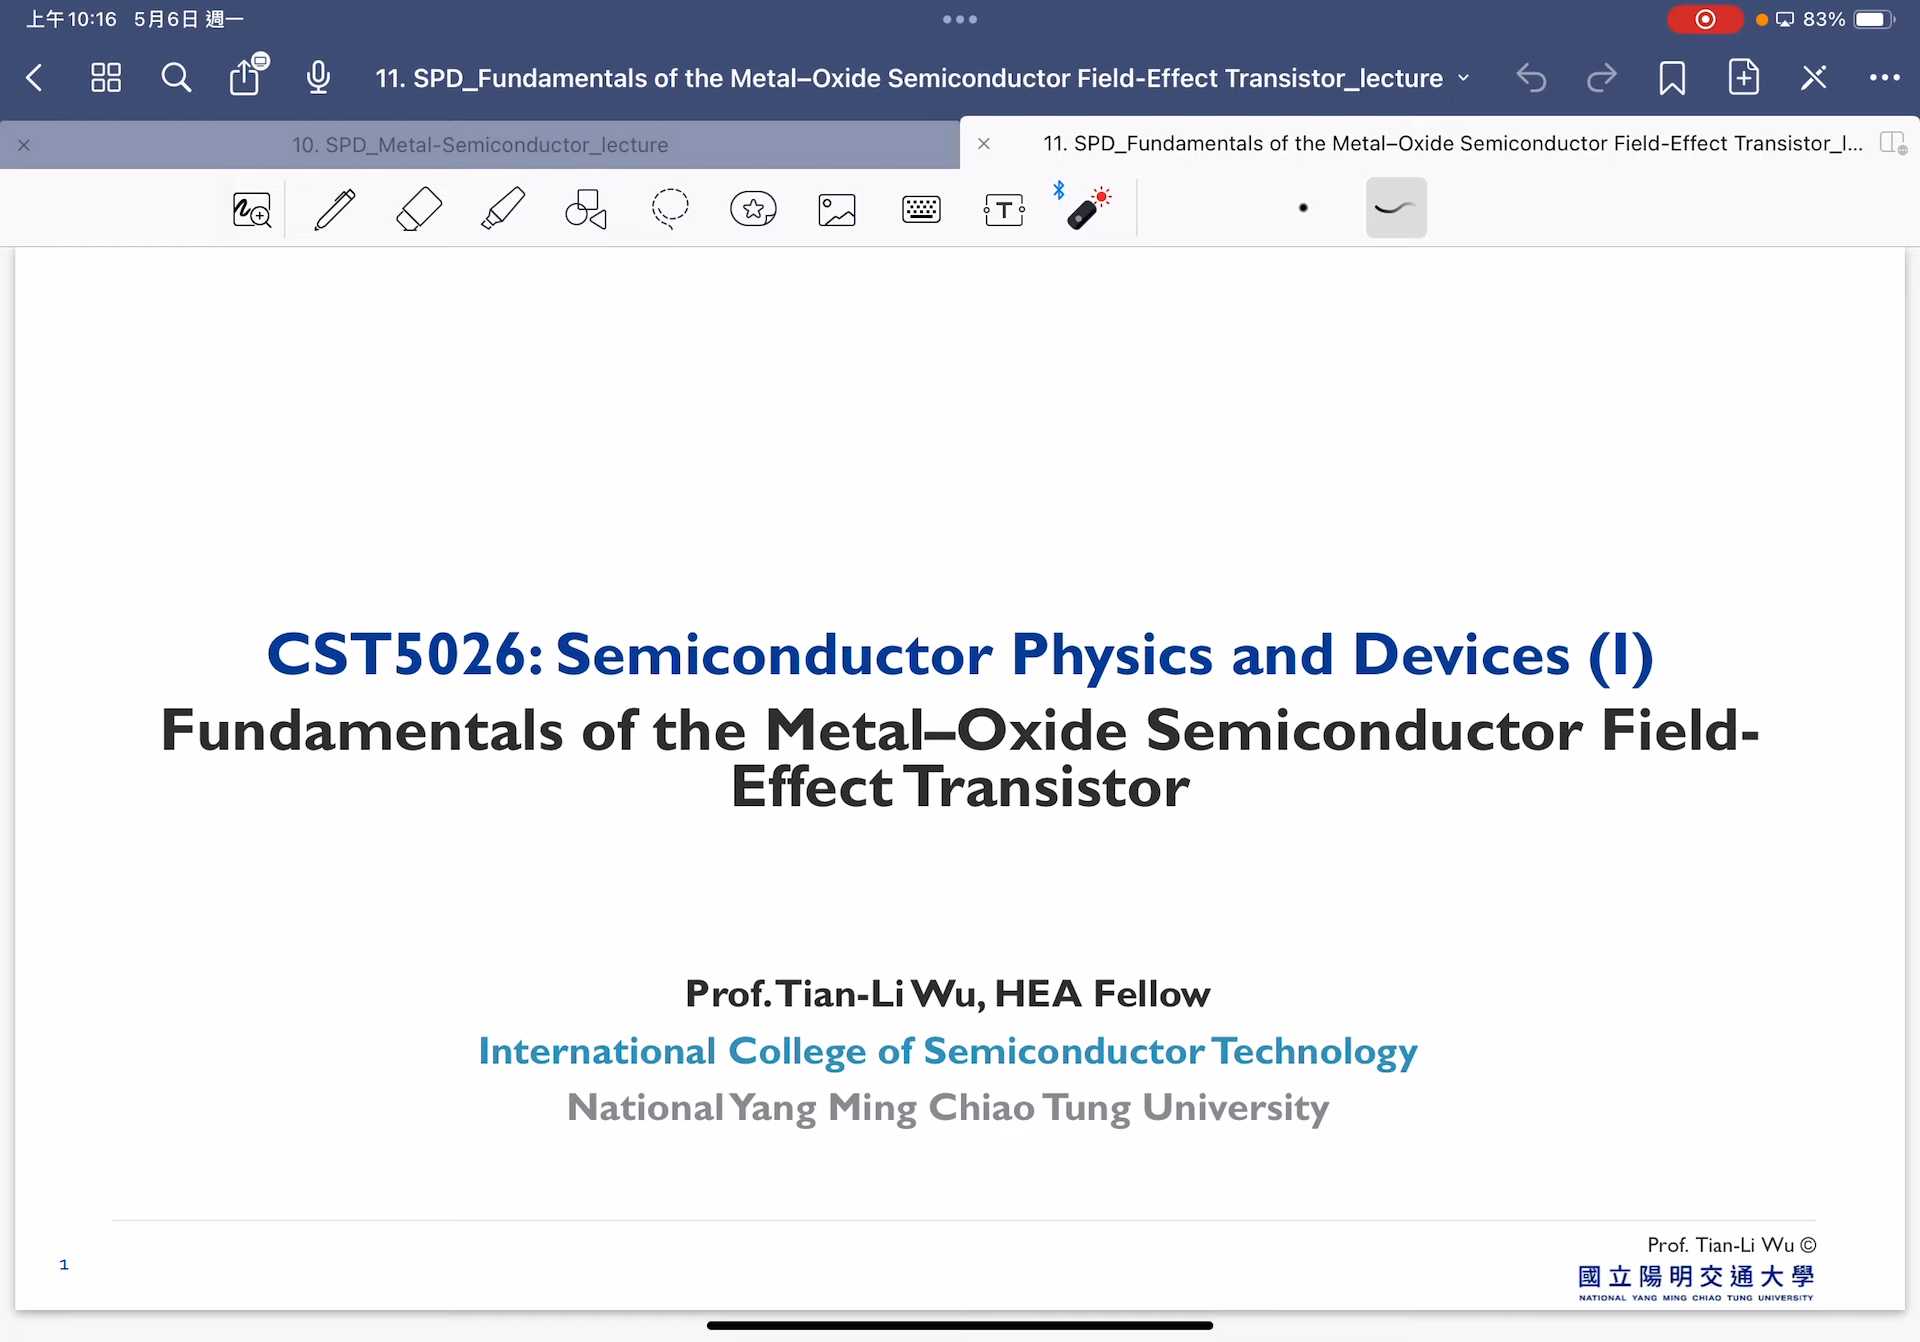 上午10:16 5月6日 週一
83%
11. SPD_Fundamentals of the Metal–Oxide Semiconductor Field-Effect Transistor_lecture
10. SPD_Metal-Semiconductor_lecture
11. SPD_Fundamentals of the Metal–Oxide Semiconductor Field-Effect Transistor_l...
T
CST5026: Semiconductor Physics and Devices (I)
Fundamentals of the Metal–Oxide Semiconductor Field-
Effect Transistor
Prof. Tian-Li Wu, HEA Fellow
International College of Semiconductor Technology
National Yang Ming Chiao Tung University
Prof. Tian-Li Wu ©
1
國立陽明交通大學
NATIONAL YANG MING CHIAO TUNG UNIVERSITY